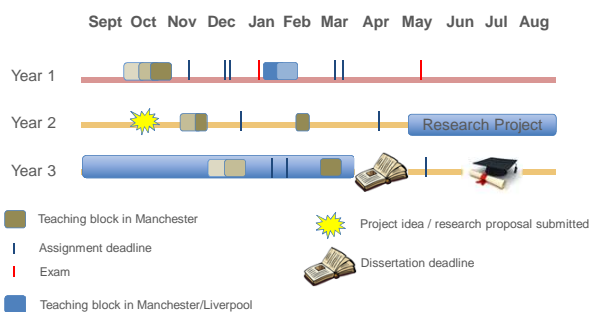 Sept Oct Nov Dec Jan Feb Mar Apr May Jun Jul Aug
Year 1
Year 2
Research Project
Year 3
Teaching block in Manchester
Assignment deadline
Exam
Teaching block in Manchester/Liverpool
Project idea / research proposal submitted
Dissertation deadline